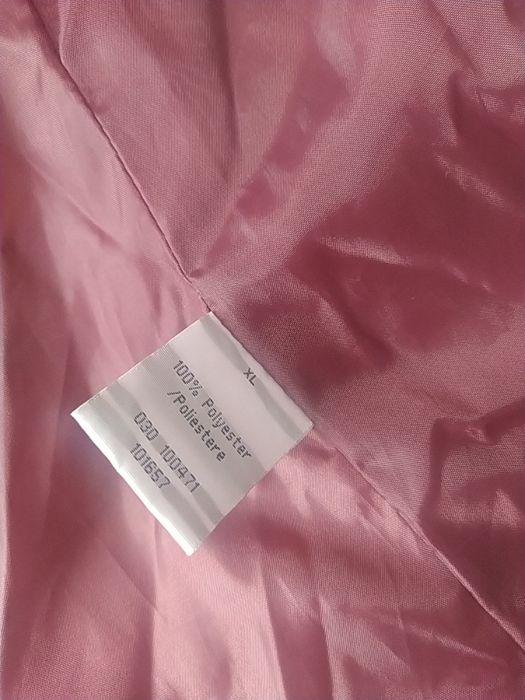 XL
100% Polyester
/Poliestere
030 100471
101657